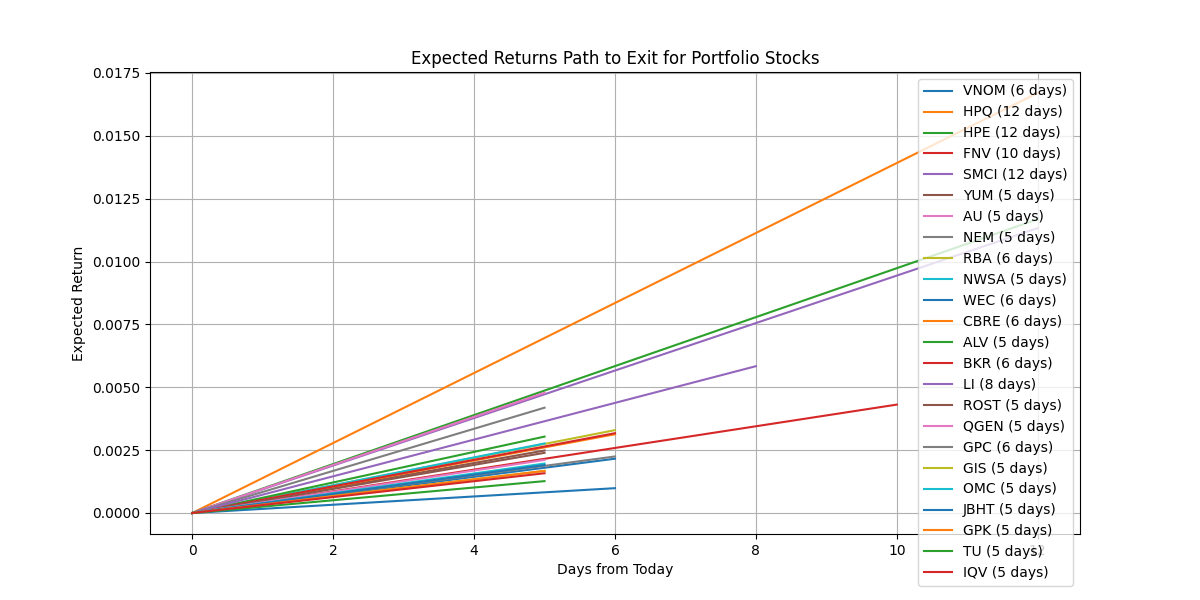 Expected Returns Path to Exit for Portfolio Stocks
Expected Return
0.0175
0.0150
0.0125
0.0100
0.0075
0.0050
0.0025
0.0000
0
2
4
6
8
10
12
Days from Today
VNOM (6 days)
HPQ (12 days)
HPE (12 days)
FNV (10 days)
SMCI (12 days)
YUM (5 days)
AU (5 days)
NEM (5 days)
RBA (6 days)
NWSA (5 days)
WEC (6 days)
CBRE (6 days)
ALV (5 days)
BKR (6 days)
LI (8 days)
ROST (5 days)
QGEN (5 days)
GPC (6 days)
GIS (5 days)
OMC (5 days)
JBHT (5 days)
GPK (5 days)
TU (5 days)
IQV (5 days)